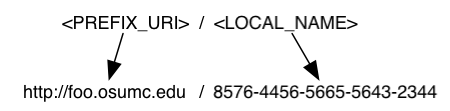 <PREFIX_URI> / <LOCAL_NAME>
http://foo.osumc.edu / 8576-4456-5665-5643-2344